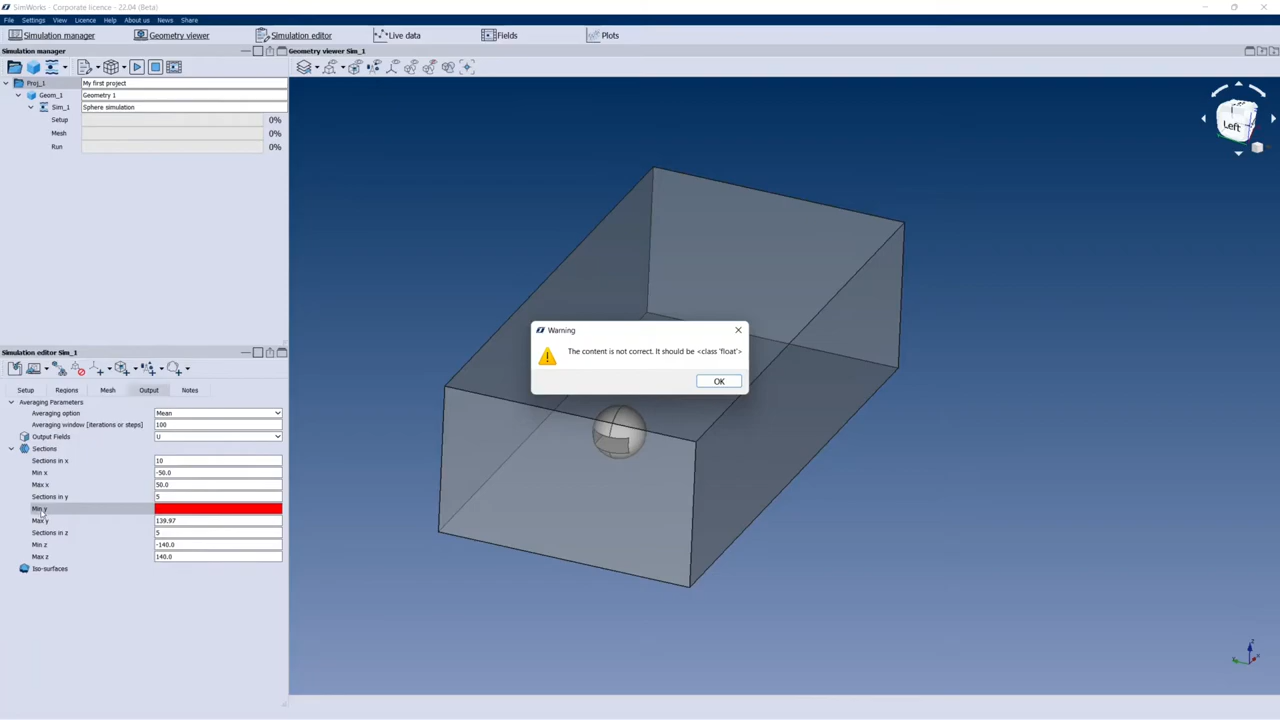 SimWorks - Corporate licence - 22.04 (Beta)
File Settings View Licence Help About us News Share
Simulation manager Geometry viewer Simulation editor Live data Fields Plots
Simulation manager
Geometry viewer Sim_1
Proj_1 My first project
Geom_1 Geometry 1
Sim_1 Sphere simulation
Setup 0%
Mesh 0%
Run 0%
Left
Warning
The content is not correct. It should be <class 'float'>
OK
Simulation editor Sim_1
Setup Regions Mesh Output Notes
Averaging Parameters
Averaging option Mean
Averaging window [iterations or steps] 100
Output Fields U
Sections
Sections in x 10
Min x -50.0
Max x 50.0
Sections in y 5
Min y
Max y 139.97
Sections in z 5
Min z -140.0
Max z 140.0
Iso-surfaces